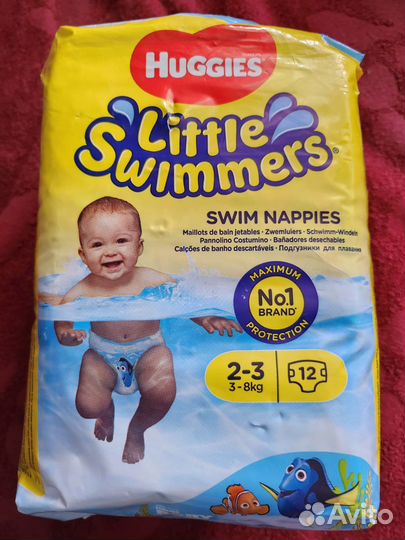 HUGGIES
Little
Swimmers®
SWIM NAPPIES
Maillots de bain jetables • Zwemluiers • Schwimm-Windeln
Pannolino Costumino • Bañadores desechables
Calções de banho descartáveis • Подгузники для плавания
MAXIMUM
No.1
BRAND*
PROTECTION
2-3
3-8kg
12
Avito